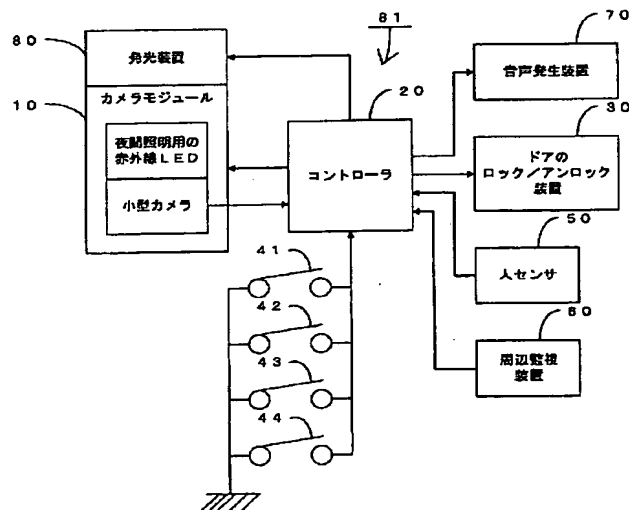 81
80
発光装置
10
カメラモジュール
夜間照明用の
赤外線LED
小型カメラ
20
コントローラ
70
音声発生装置
30
ドアの
ロック/アンロック
装置
50
人センサ
60
周辺監視
装置
41
42
43
44